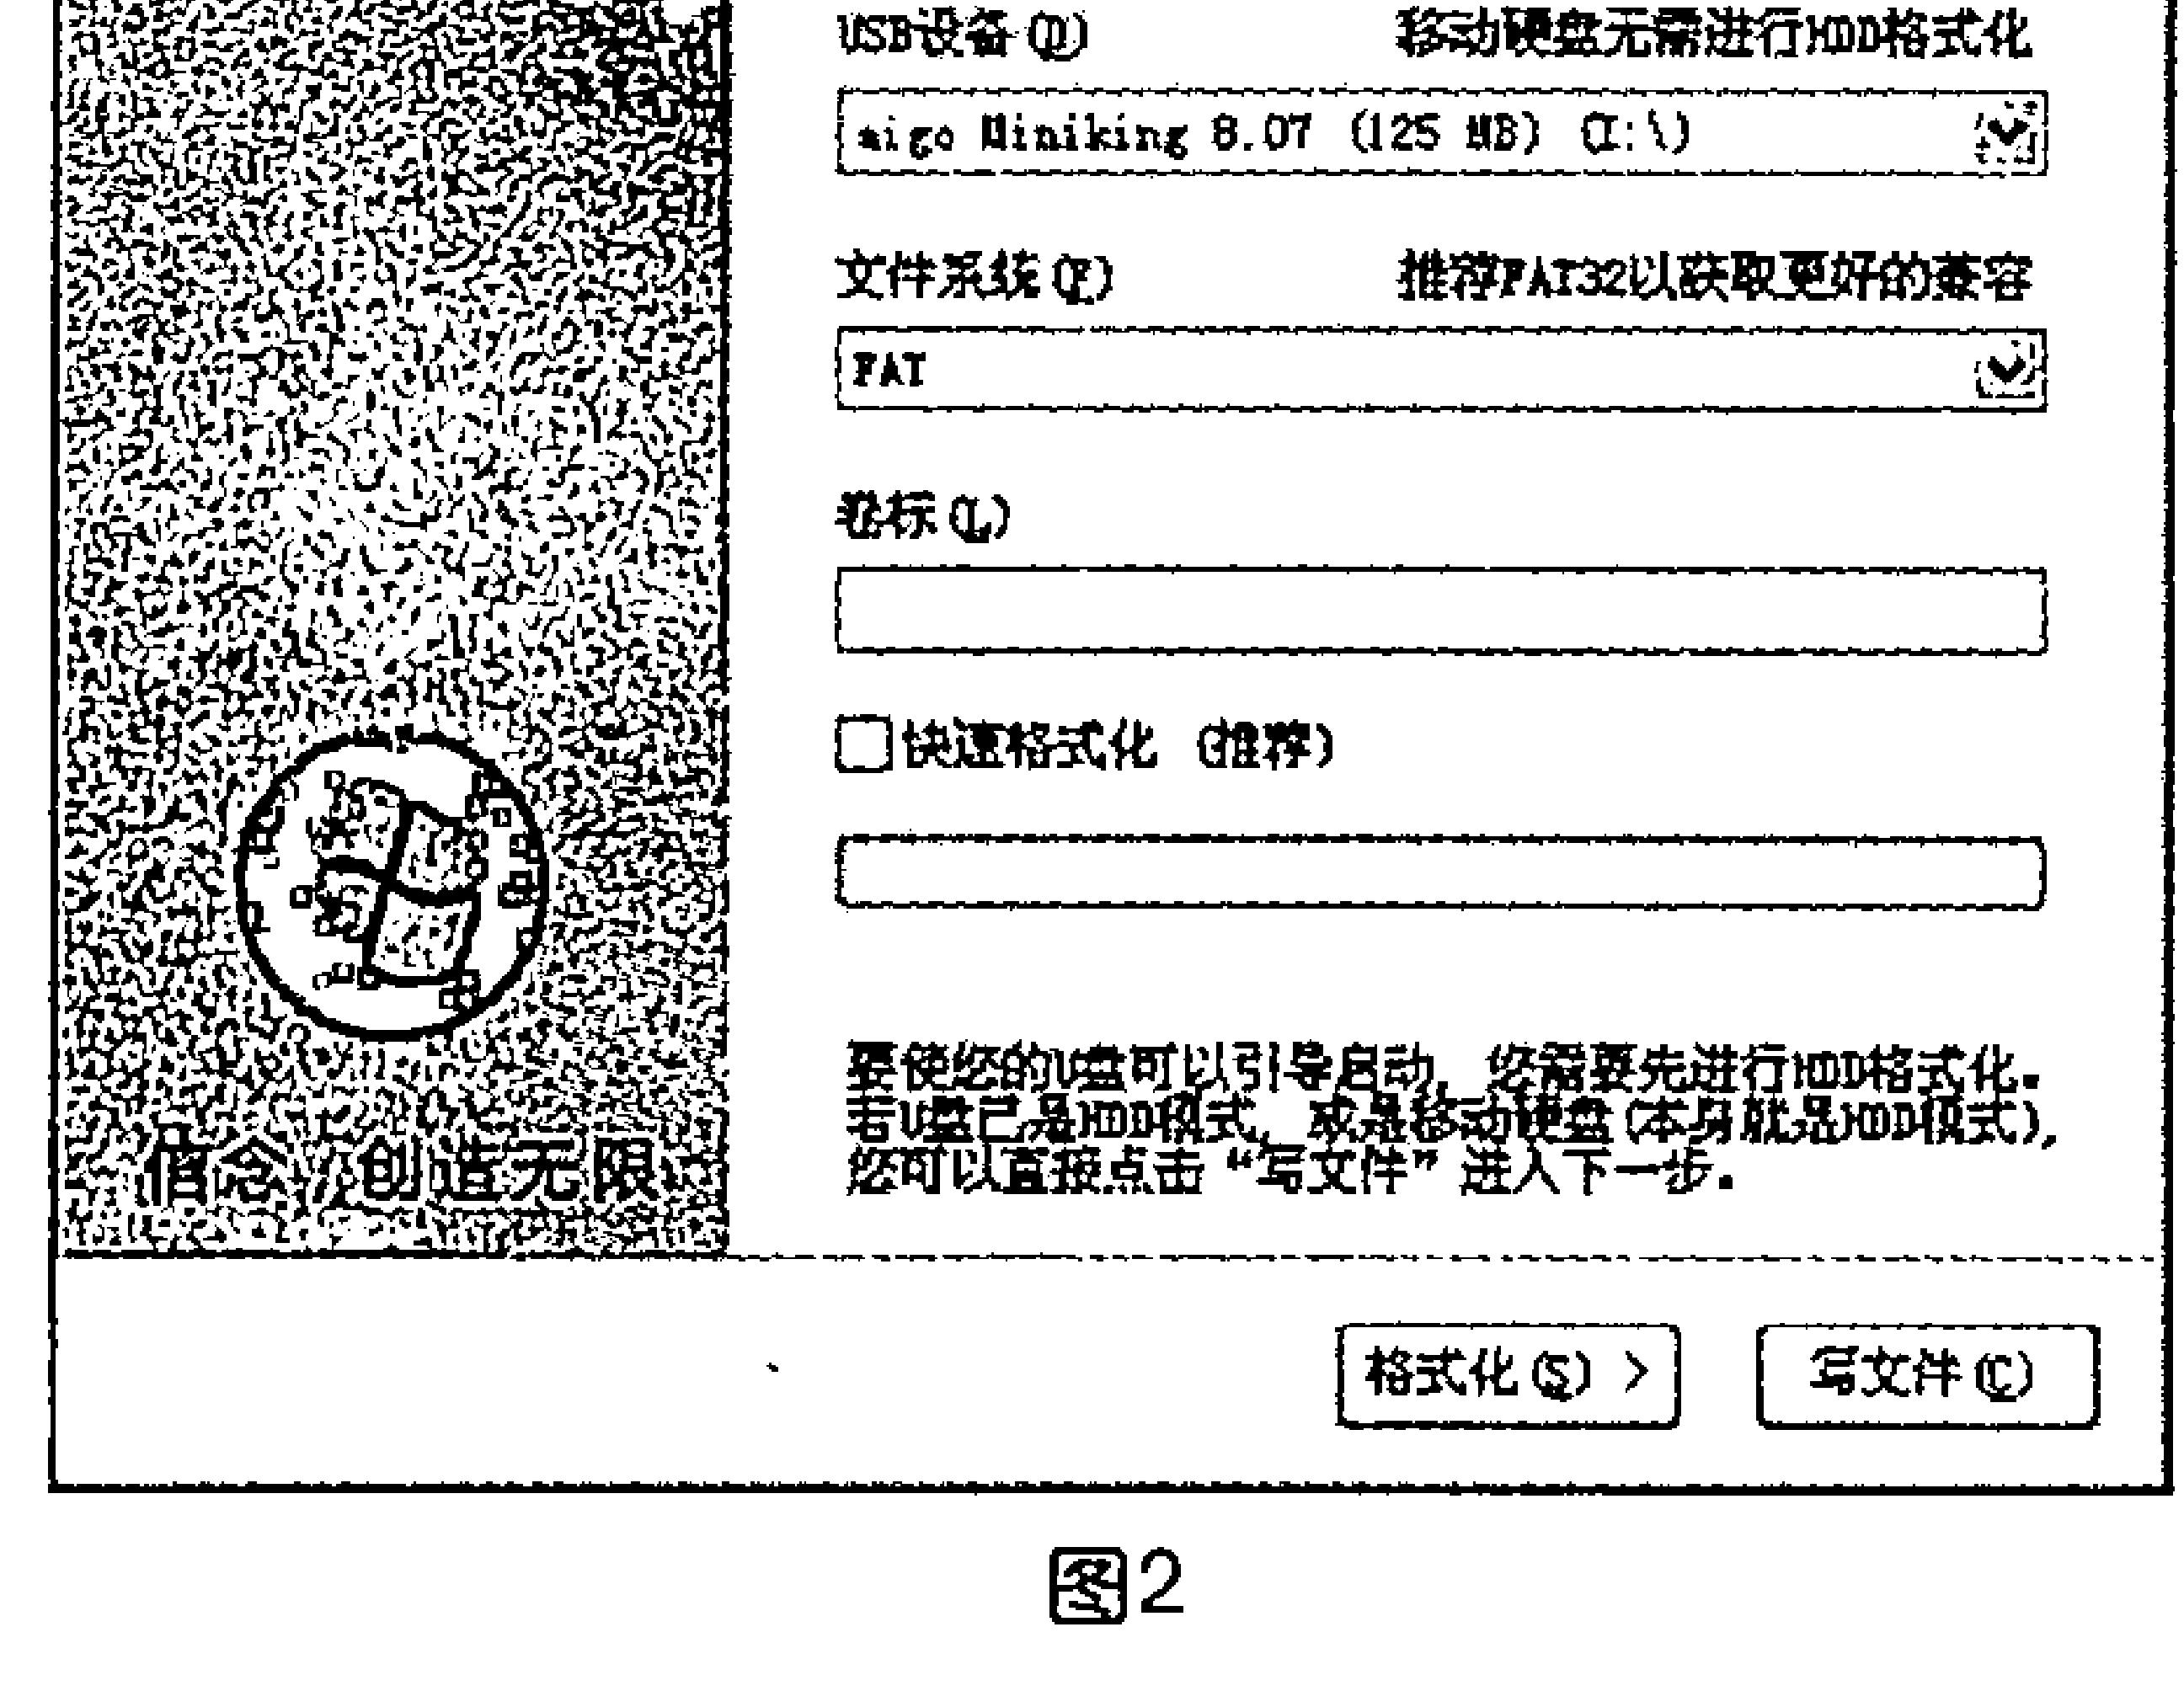 USB设备(D)
移动硬盘无需进行HDD格式化
aigo Miniking 8.07 (125 MB) (I:\)
文件系统(F)
推荐FAT32以获取更好的兼容
FAT
卷标(L)
快速格式化 (推荐)
要使您的U盘可以引导启动，您需要先进行HDD格式化.
若U盘已是HDD模式，或是移动硬盘(本身就是HDD模式),
您可以直接点击“写文件”进入下一步.
信念，创造无限
格式化(S) >
写文件(C)
图2